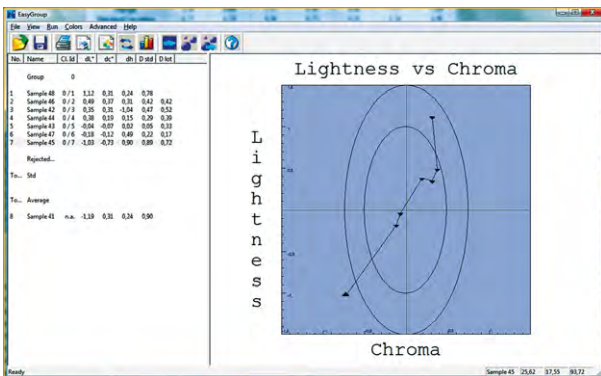 EasyGroup
File View Run Colors Advanced Help
No. Name Cl. Id dL* dc* dh D std D lot
Group 0
1 Sample 48 0 / 1 1,12 0,31 0,24 0,78
2 Sample 46 0 / 2 0,49 0,37 0,31 0,42 0,42
3 Sample 42 0 / 3 0,35 0,31 -1,04 0,47 0,52
4 Sample 44 0 / 4 0,38 0,19 0,15 0,29 0,39
5 Sample 43 0 / 5 -0,04 -0,07 0,02 0,05 0,33
6 Sample 47 0 / 6 -0,18 -0,12 0,49 0,22 0,17
7 Sample 45 0 / 7 -1,03 -0,73 0,90 0,89 0,72
Rejected...
To... Std
To... Average
8 Sample 41 n.a. -1,19 0,31 0,24 0,90
Lightness vs Chroma
Lightness
Chroma
Ready
Sample 45 25,62 17,55 93,72